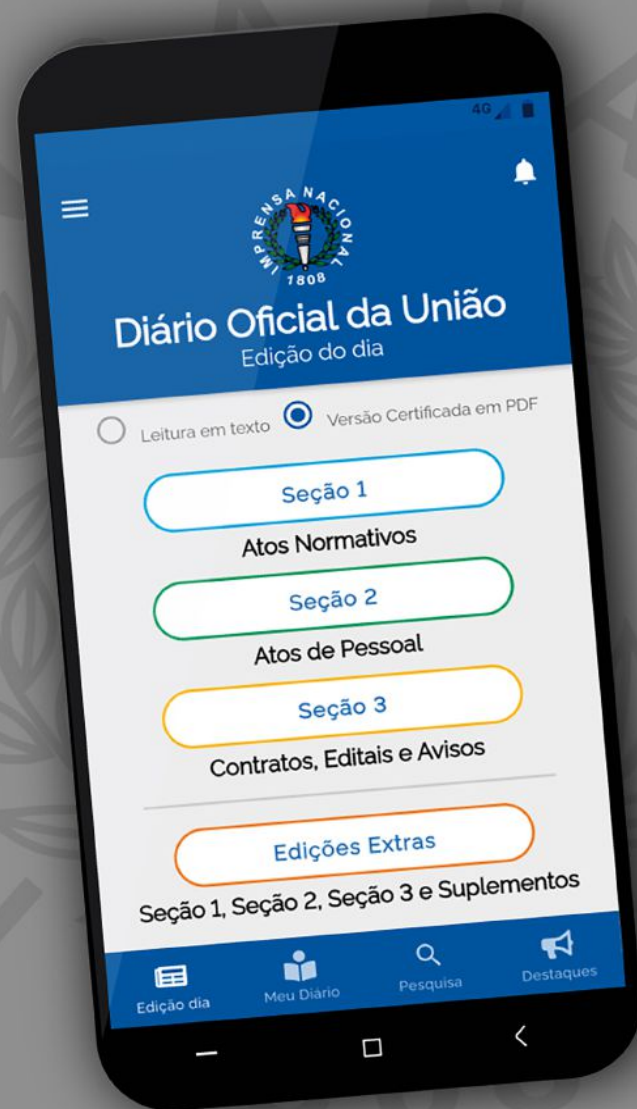 4G
IMPRENSA NACIONAL
1808
Diário Oficial da União
Edição do dia
Leitura em texto Versão Certificada em PDF
Seção 1
Atos Normativos
Seção 2
Atos de Pessoal
Seção 3
Contratos, Editais e Avisos
Edições Extras
Seção 1, Seção 2, Seção 3 e Suplementos
Edição dia Meu Diário Pesquisa Destaques